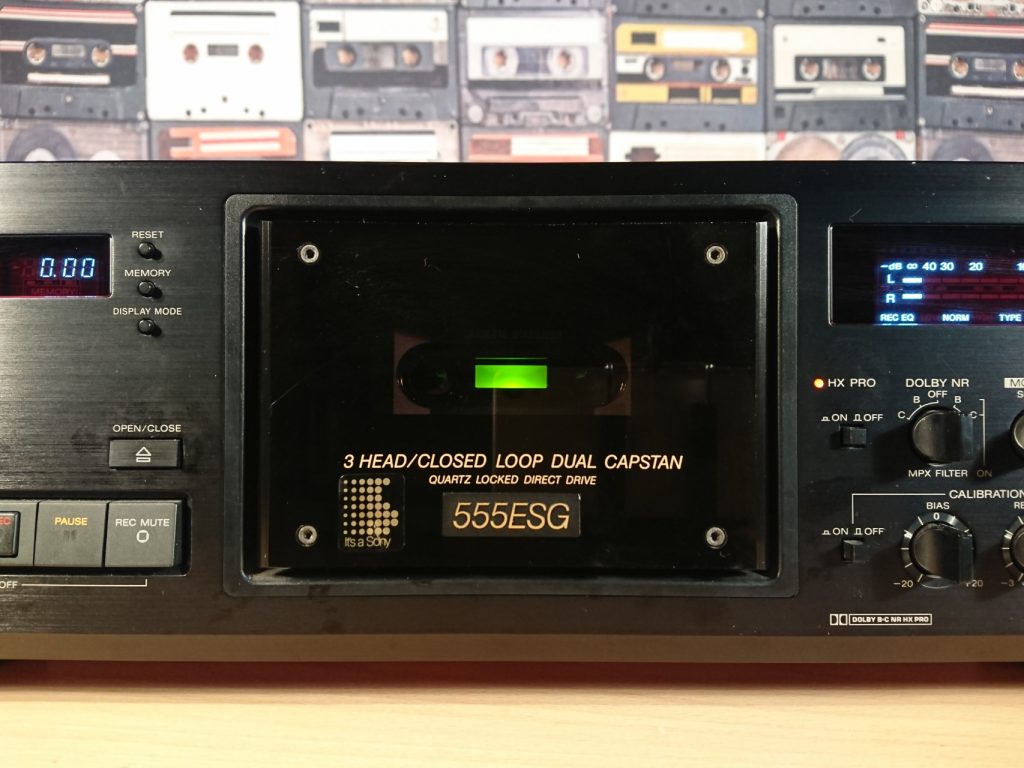 RESET
0.00
MEMORY
MEMORY
DISPLAY MODE
OPEN/CLOSE
PAUSE
REC MUTE
OFF
3 HEAD/CLOSED LOOP DUAL CAPSTAN
QUARTZ LOCKED DIRECT DRIVE
555ESG
It's a Sony
-dB ∞ 40 30 20
L
R
REC EQ NORM TYPE
HX PRO
DOLBY NR
OFF
B B
C C
ON OFF
MPX FILTER ON
CALIBRATION
BIAS
0
ON OFF
-20 +20
-3
DOLBY B-C NR HX PRO